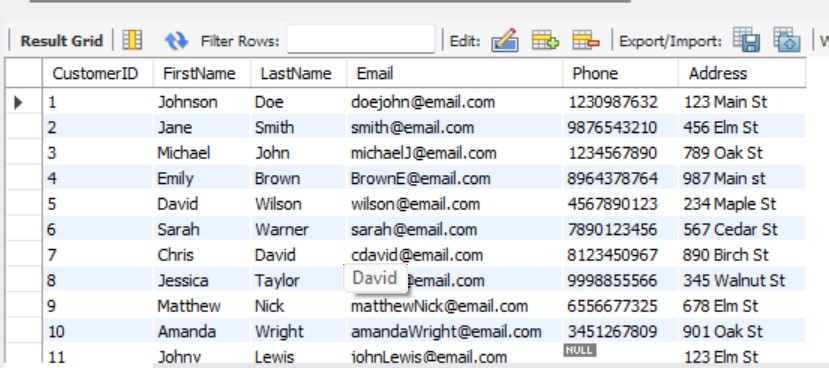 Result Grid Filter Rows: Edit: Export/Import:
CustomerID FirstName LastName Email Phone Address
1 Johnson Doe doejohn@email.com 1230987632 123 Main St
2 Jane Smith smith@email.com 9876543210 456 Elm St
3 Michael John michaelJ@email.com 1234567890 789 Oak St
4 Emily Brown BrownE@email.com 8964378764 987 Main st
5 David Wilson wilson@email.com 4567890123 234 Maple St
6 Sarah Warner sarah@email.com 7890123456 567 Cedar St
7 Chris David cdavid@email.com 8123450967 890 Birch St
8 Jessica Taylor David @email.com 9998855566 345 Walnut St
9 Matthew Nick matthewNick@email.com 6556677325 678 Elm St
10 Amanda Wright amandaWright@email.com 3451267809 901 Oak St
11 Johny Lewis johnLewis@email.com NULL 123 Elm St